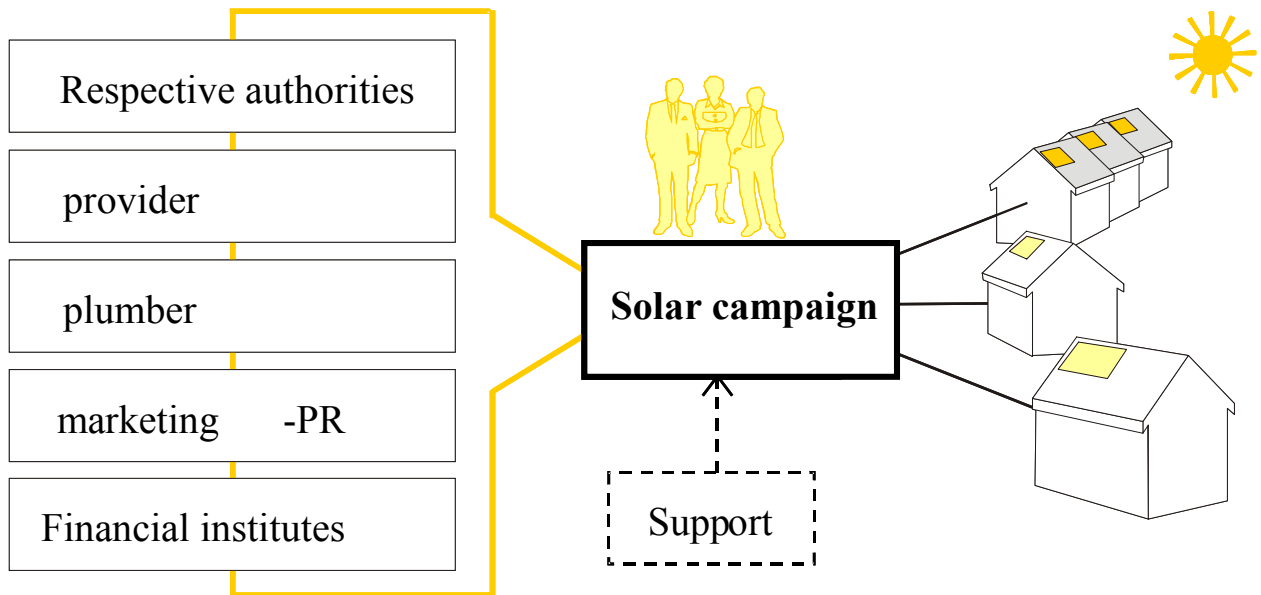 Respective authorities
provider
plumber
marketing -PR
Financial institutes
Solar campaign
Support